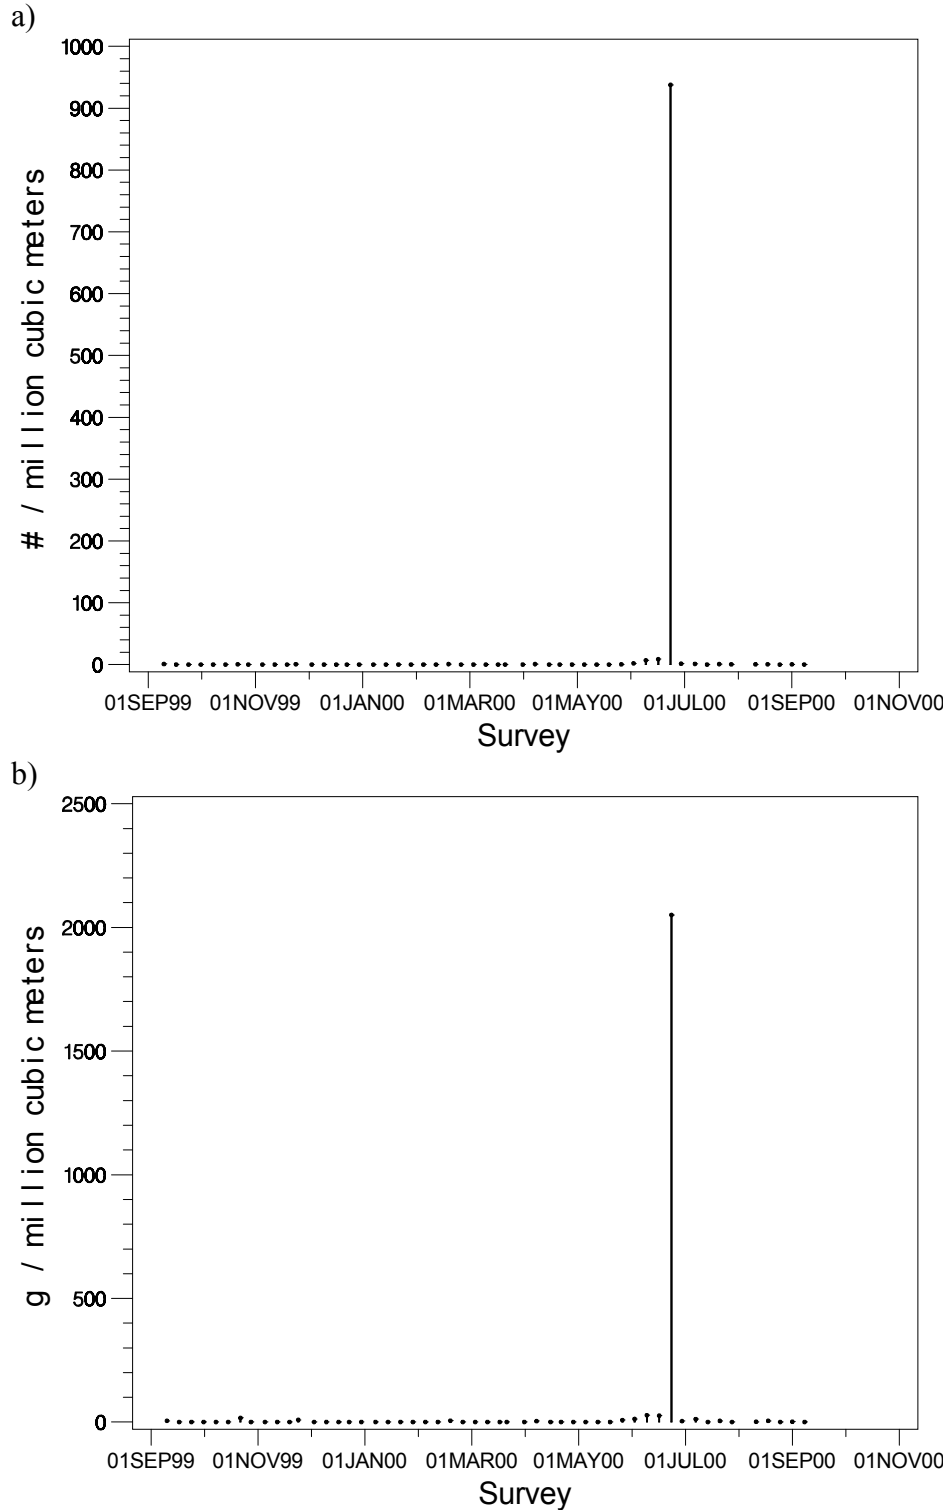 a)
# / million cubic meters
1000
900
800
700
600
500
400
300
200
100
0
01SEP99 01NOV99 01JAN00 01MAR00 01MAY00 01JUL00 01SEP00 01NOV00
Survey
b)
g / million cubic meters
2500
2000
1500
1000
500
0
01SEP99 01NOV99 01JAN00 01MAR00 01MAY00 01JUL00 01SEP00 01NOV00
Survey